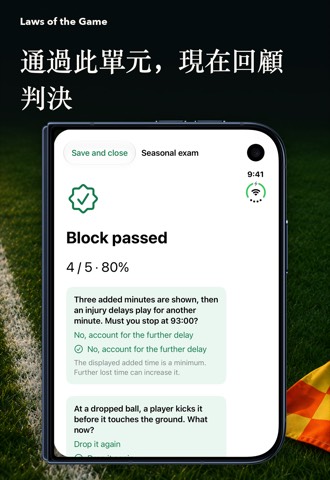 Laws of the Game
通過此單元，現在回顧
判決
Save and close
Seasonal exam
9:41
Block passed
4 / 5 · 80%
Three added minutes are shown, then
an injury delays play for another
minute. Must you stop at 93:00?
No, account for the further delay
No, account for the further delay
The displayed added time is a minimum.
Further lost time can increase it.
At a dropped ball, a player kicks it
before it touches the ground. What
now?
Drop it again